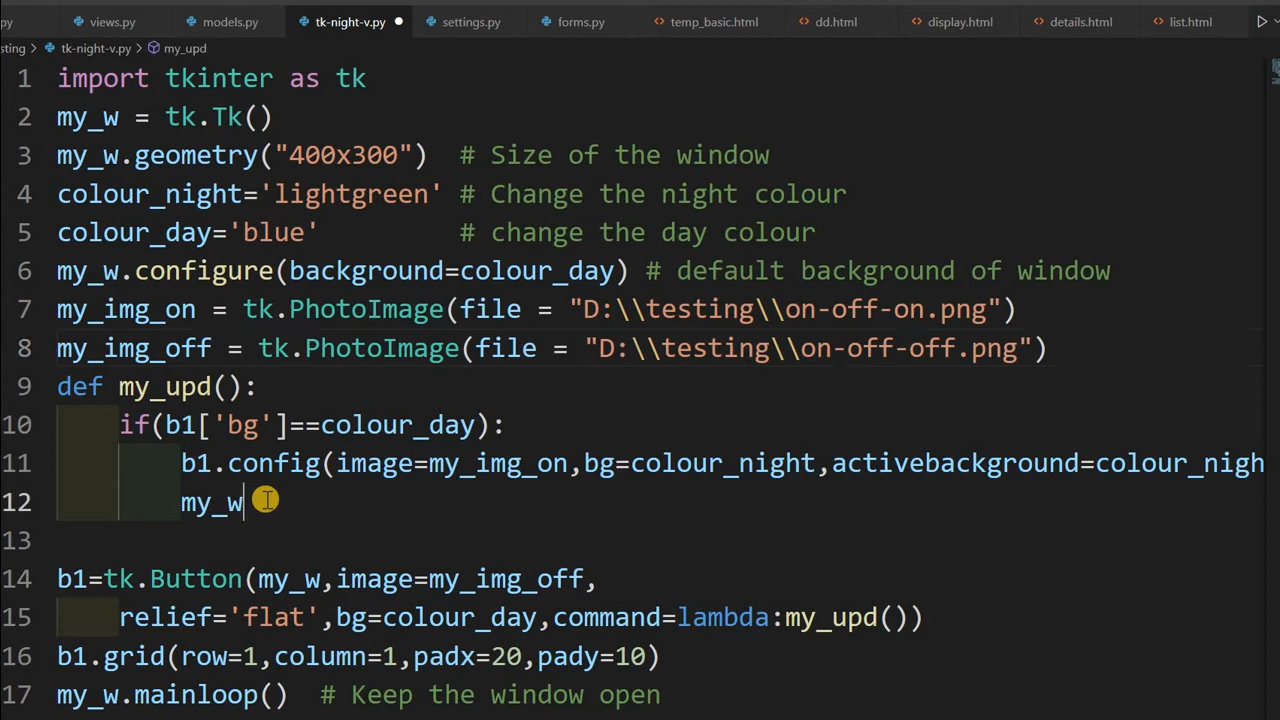 py views.py models.py tk-night-v.py settings.py forms.py temp_basic.html dd.html display.html details.html list.html
sting > tk-night-v.py > my_upd
1 import tkinter as tk
2 my_w = tk.Tk()
3 my_w.geometry("400x300")  # Size of the window
4 colour_night='lightgreen' # Change the night colour
5 colour_day='blue'         # change the day colour
6 my_w.configure(background=colour_day) # default background of window
7 my_img_on = tk.PhotoImage(file = "D:\\testing\\on-off-on.png")
8 my_img_off = tk.PhotoImage(file = "D:\\testing\\on-off-off.png")
9 def my_upd():
10     if(b1['bg']==colour_day):
11         b1.config(image=my_img_on,bg=colour_night,activebackground=colour_nigh
12         my_w
13
14 b1=tk.Button(my_w,image=my_img_off,
15     relief='flat',bg=colour_day,command=lambda:my_upd())
16 b1.grid(row=1,column=1,padx=20,pady=10)
17 my_w.mainloop()  # Keep the window open